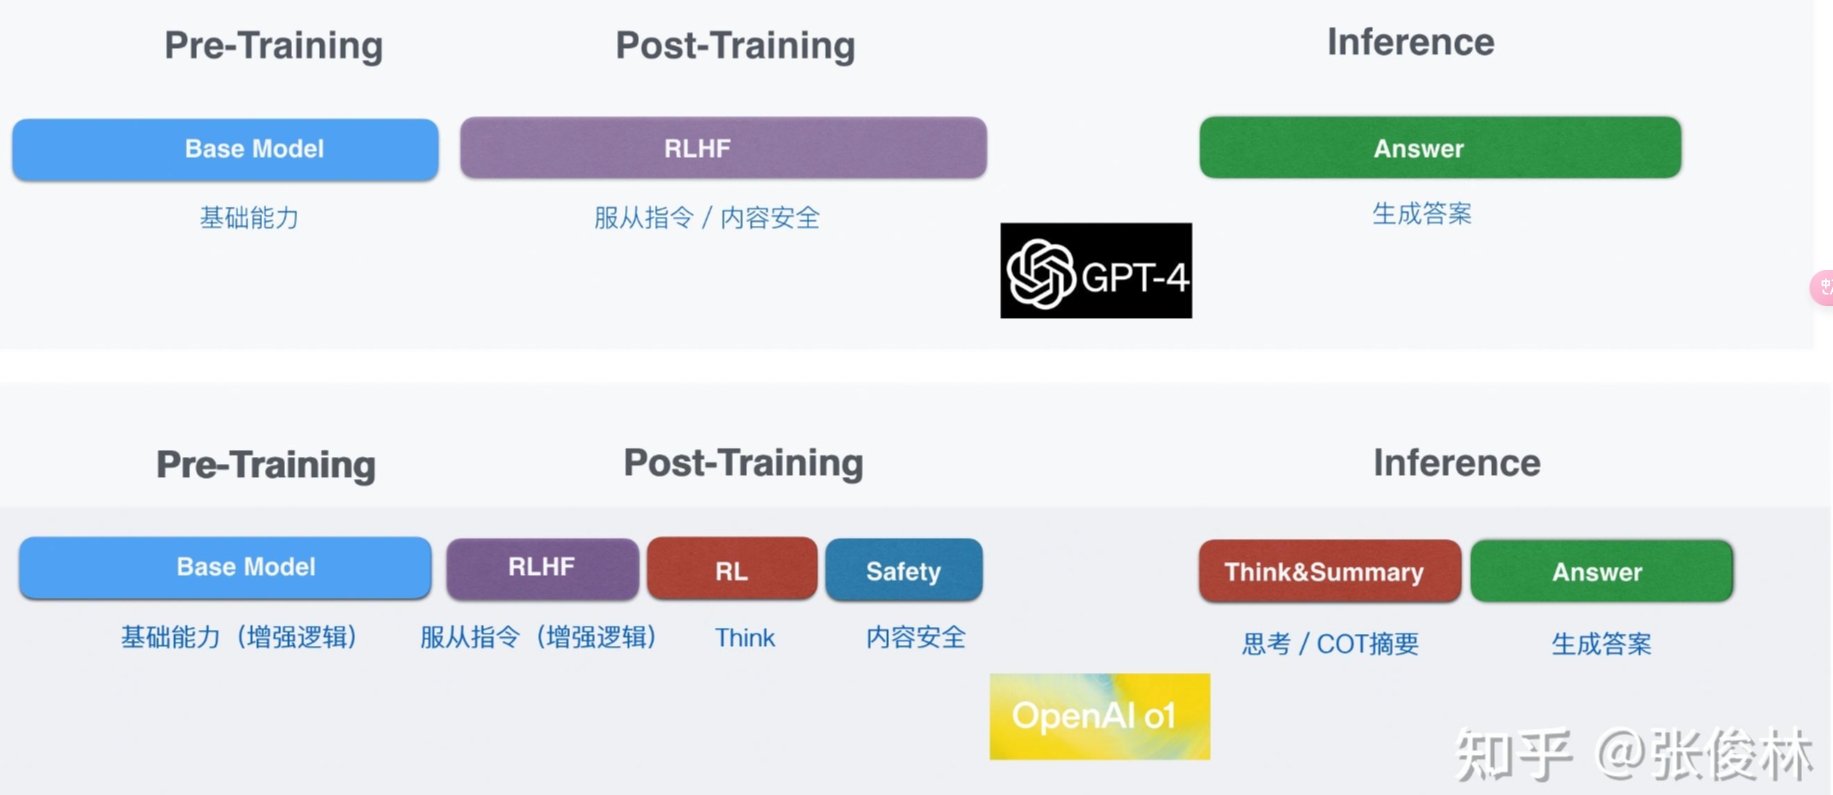 Pre-Training Post-Training Inference
Base Model RLHF Answer
基础能力 服从指令 / 内容安全 生成答案
GPT-4
Pre-Training Post-Training Inference
Base Model RLHF RL Safety Think&Summary Answer
基础能力（增强逻辑） 服从指令（增强逻辑） Think 内容安全 思考 / COT摘要 生成答案
OpenAI o1
知乎 @张俊林